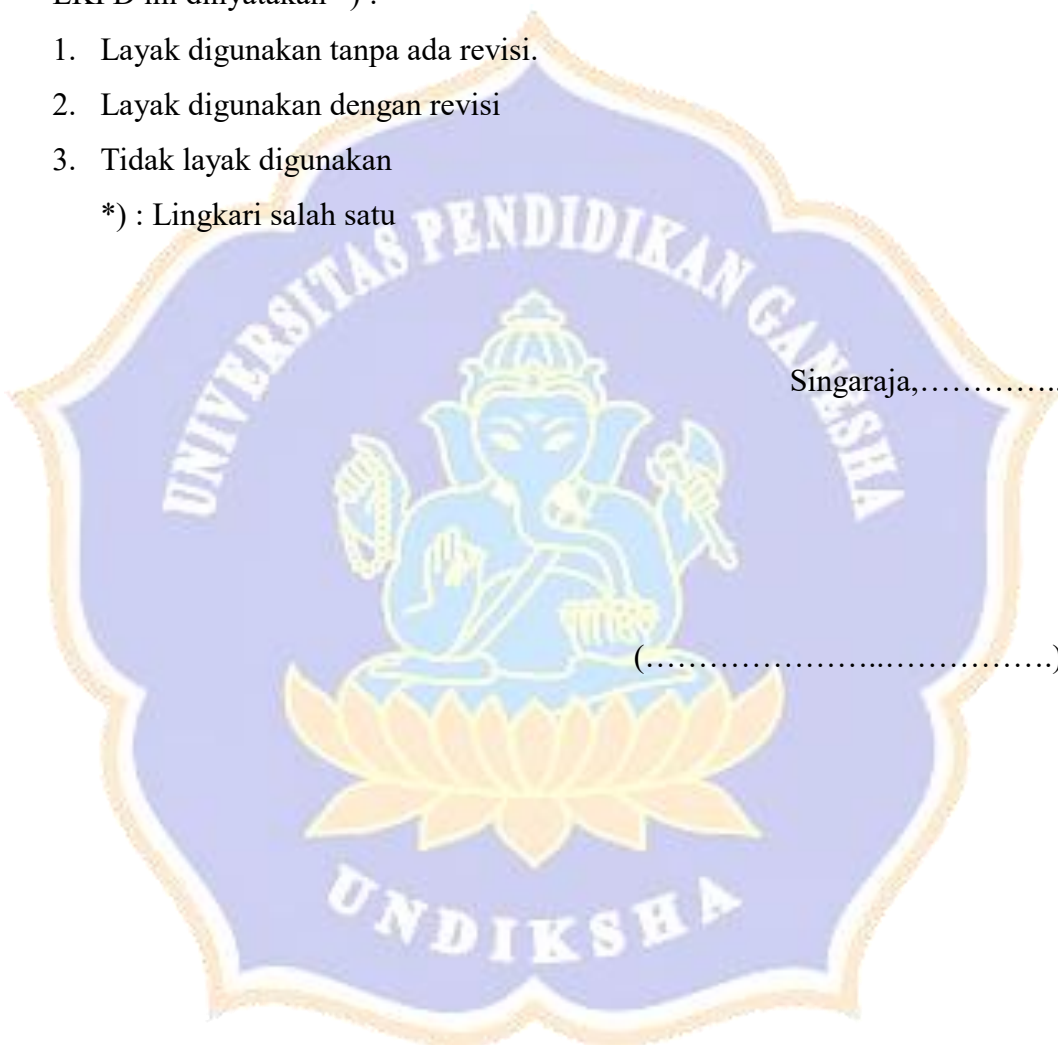 LKPD ini dinyatakan *) :
1. Layak digunakan tanpa ada revisi.
2. Layak digunakan dengan revisi
3. Tidak layak digunakan
*) : Lingkari salah satu
UNIVERSITAS PENDIDIKAN GANESHA
Singaraja,…………..
(…………………..…………….)
UNDIKSHA